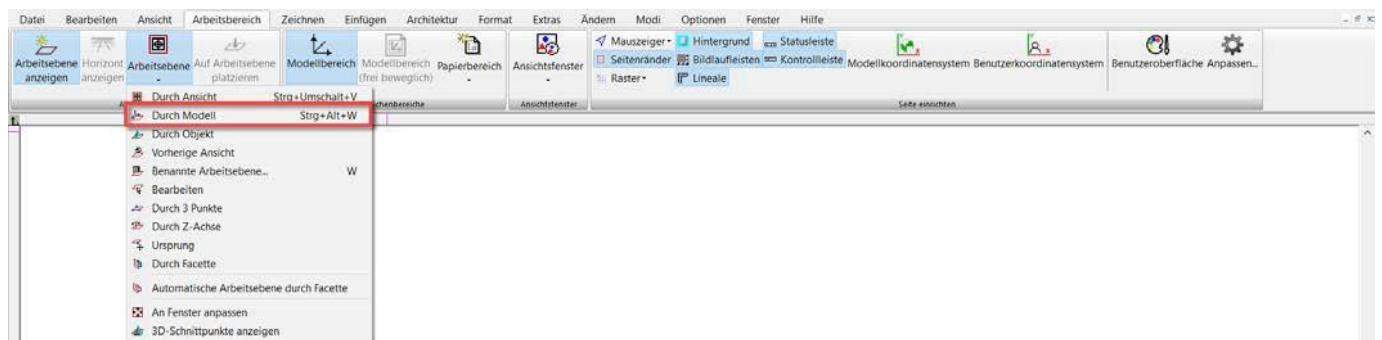 Datei Bearbeiten Ansicht Arbeitsbereich Zeichnen Einfügen Architektur Format Extras Ändern Modi Optionen Fenster Hilfe
Arbeitsebene anzeigen
Horizont anzeigen
Arbeitsebene
Auf Arbeitsebene platzieren
Modellbereich
Modellbereich (frei beweglich)
Papierbereich
Ansichtsfenster
Mauszeiger
Seitenränder
Raster
Hintergrund
Bildlaufleisten
Lineale
Statusleiste
Kontrollleiste
Modellkoordinatensystem
Benutzerkoordinatensystem
Benutzeroberfläche
Anpassen...
Ansichtsfenster
Seite einrichten
Durch Ansicht Strg+Umschalt+V
Durch Modell Strg+Alt+W
Durch Objekt
Vorherige Ansicht
Benannte Arbeitsebene... W
Bearbeiten
Durch 3 Punkte
Durch Z-Achse
Ursprung
Durch Facette
Automatische Arbeitsebene durch Facette
An Fenster anpassen
3D-Schnittpunkte anzeigen